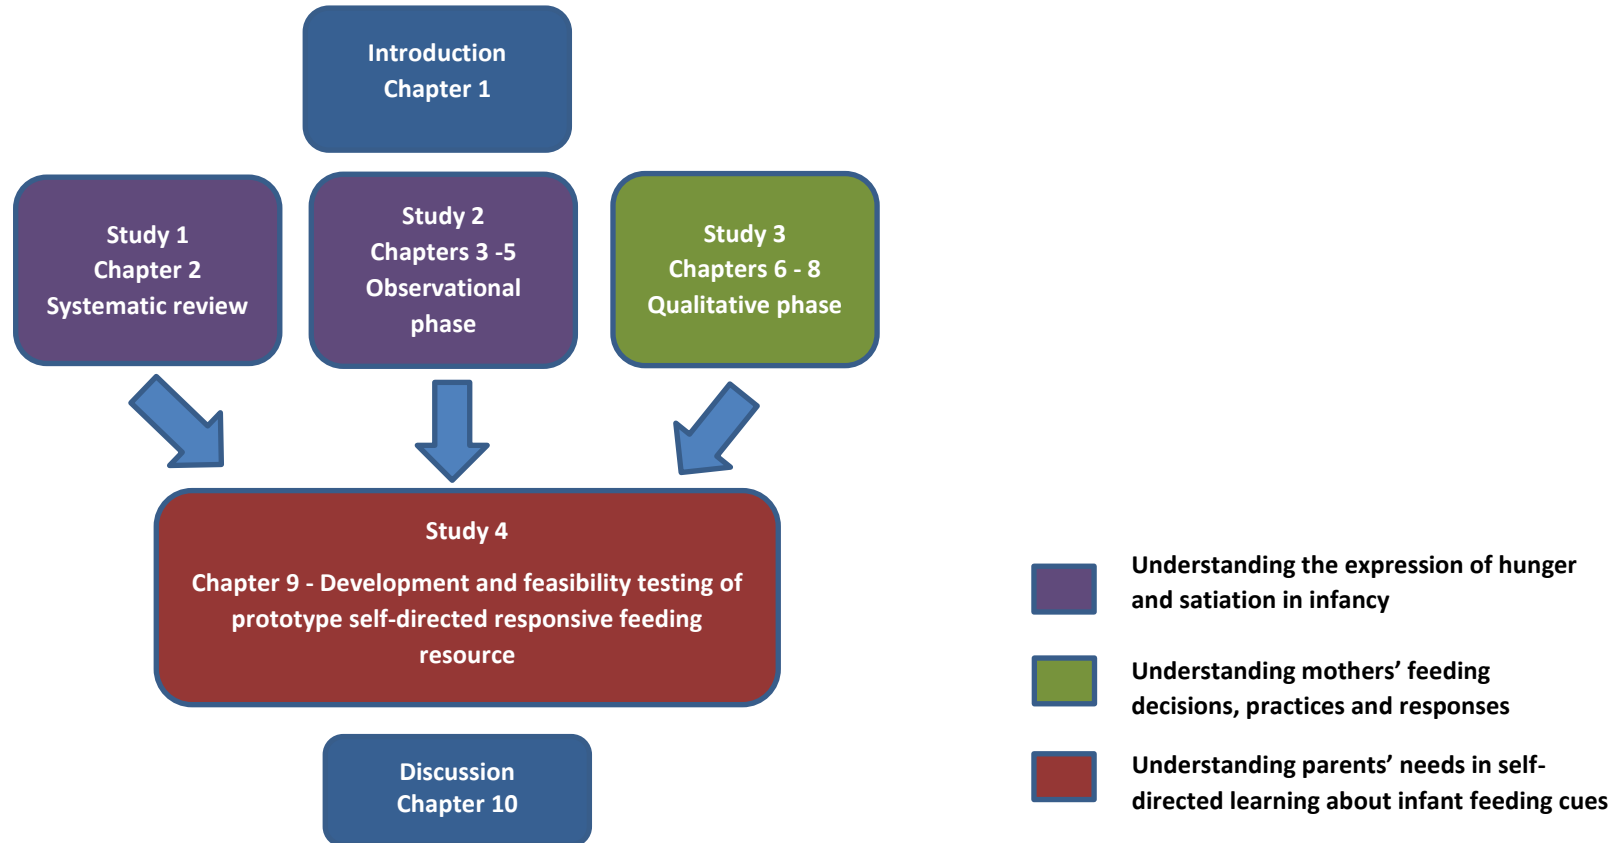 Introduction
Chapter 1
Study 1
Chapter 2
Systematic review
Study 2
Chapters 3 -5
Observational
phase
Study 3
Chapters 6 - 8
Qualitative phase
Study 4
Chapter 9 - Development and feasibility testing of
prototype self-directed responsive feeding
resource
Discussion
Chapter 10
Understanding the expression of hunger
and satiation in infancy
Understanding mothers’ feeding
decisions, practices and responses
Understanding parents’ needs in self-
directed learning about infant feeding cues